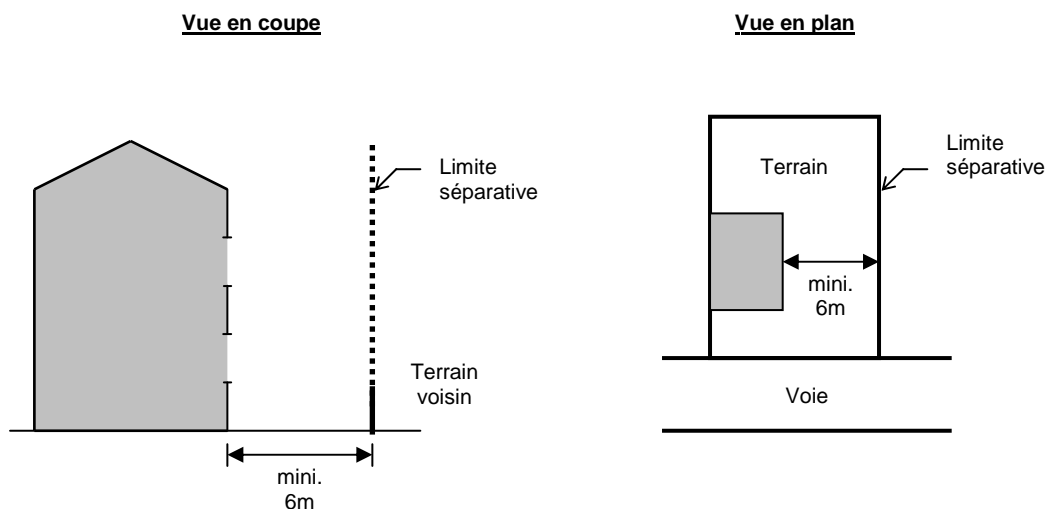 Vue en coupe
Limite
séparative
Terrain
voisin
mini.
6m
Vue en plan
Terrain
Limite
séparative
mini.
6m
Voie